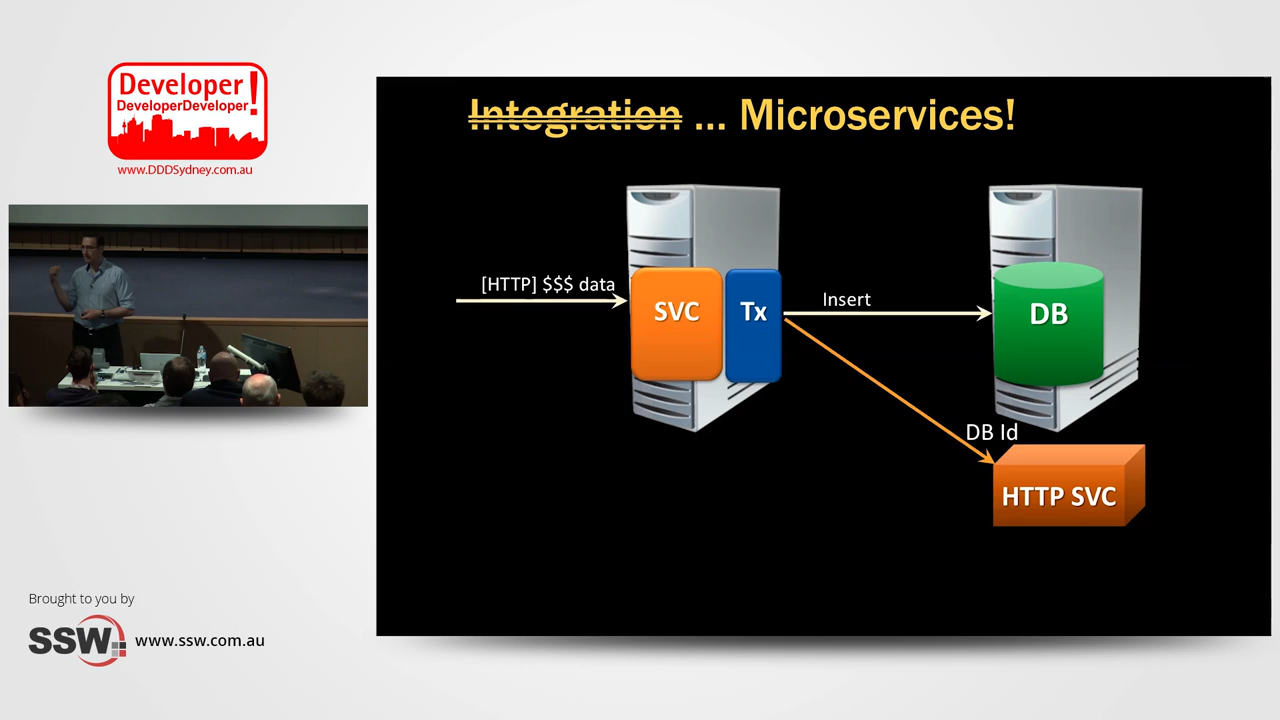 Developer!
DeveloperDeveloper
www.DDDSydney.com.au
Integration ... Microservices!
[HTTP] $$$ data
SVC
Tx
Insert
DB
DB Id
HTTP SVC
Brought to you by
SSW
www.ssw.com.au